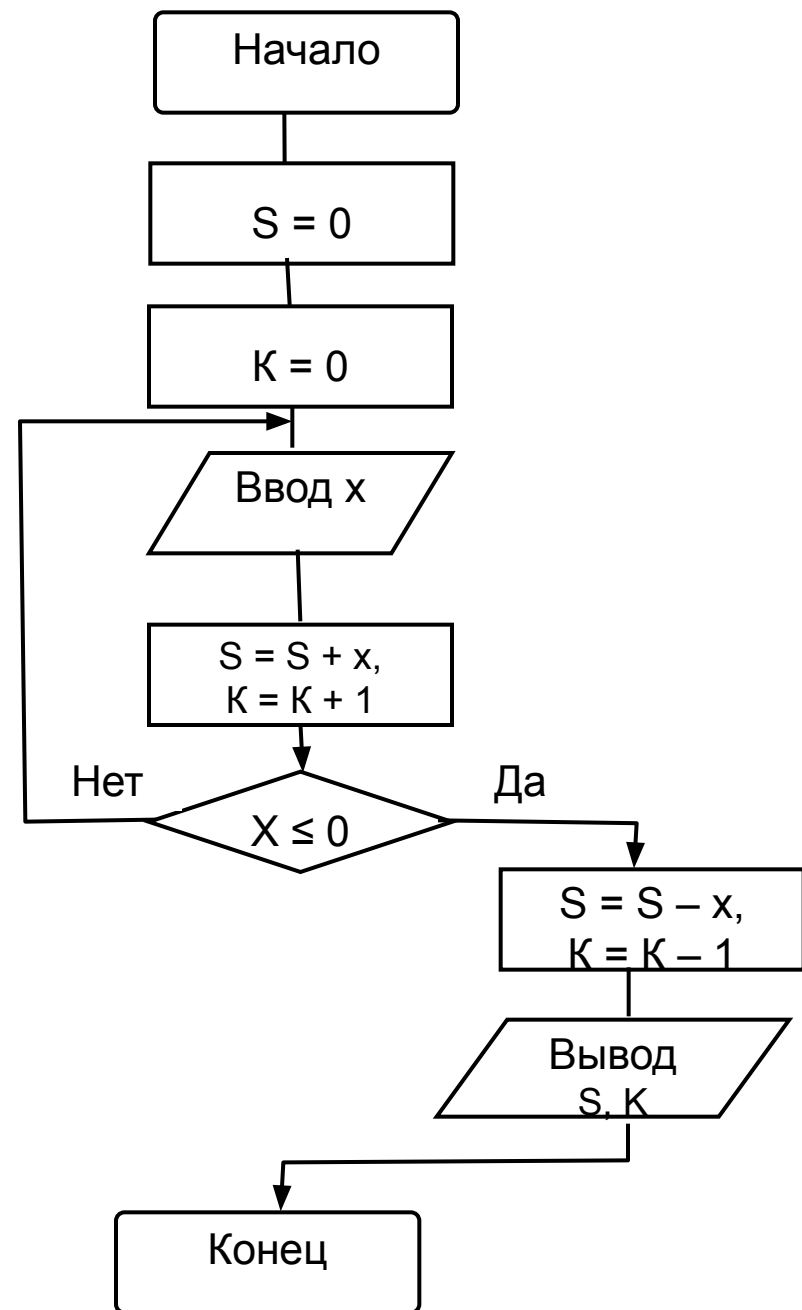 Начало
S = 0
К = 0
Ввод x
S = S + x,
К = К + 1
Нет
Да
X ≤ 0
S = S – x,
К = К – 1
Вывод
S, K
Конец